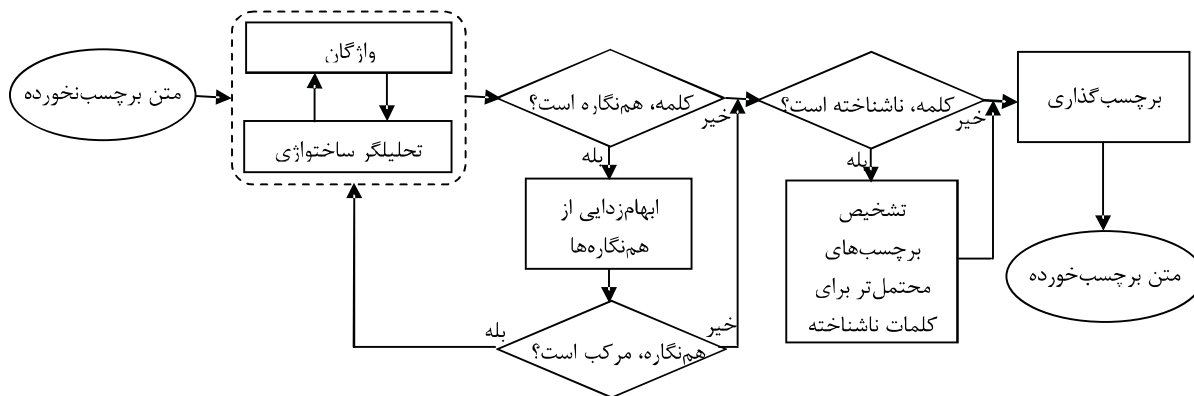 متن برچسب‌نخورده
واژگان
تحلیلگر ساختواژی
کلمه، هم‌نگاره است؟
خیر
بله
ابهام‌زدایی از
هم‌نگاره‌ها
هم‌نگاره، مرکب است؟
بله
خیر
کلمه، ناشناخته است؟
خیر
بله
تشخیص
برچسب‌های
محتمل‌تر برای
کلمات ناشناخته
برچسب‌گذاری
متن برچسب‌خورده